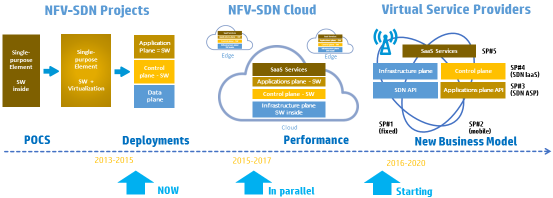 NFV-SDN Projects
NFV-SDN Cloud
Virtual Service Providers
Single-
purpose
Element
SW
inside
Single-
purpose
Element
SW +
Virtualization
Application
Plane - SW
Control
plane - SW
Data
plane
Edge
Edge
SaaS Services
Applications plane - SW
Control plane - SW
Infrastructure plane
SW inside
Cloud
SaaS Services
SP#5
Infrastructure plane
Control plane
SP#4
(SDN IaaS)
SDN API
Applications plane API
SP#3
(SDN ASP)
SP#1
(fixed)
SP#2
(mobile)
POCS
Deployments
Performance
New Business Model
2013-2015
2015-2017
2016-2020
NOW
In parallel
Starting